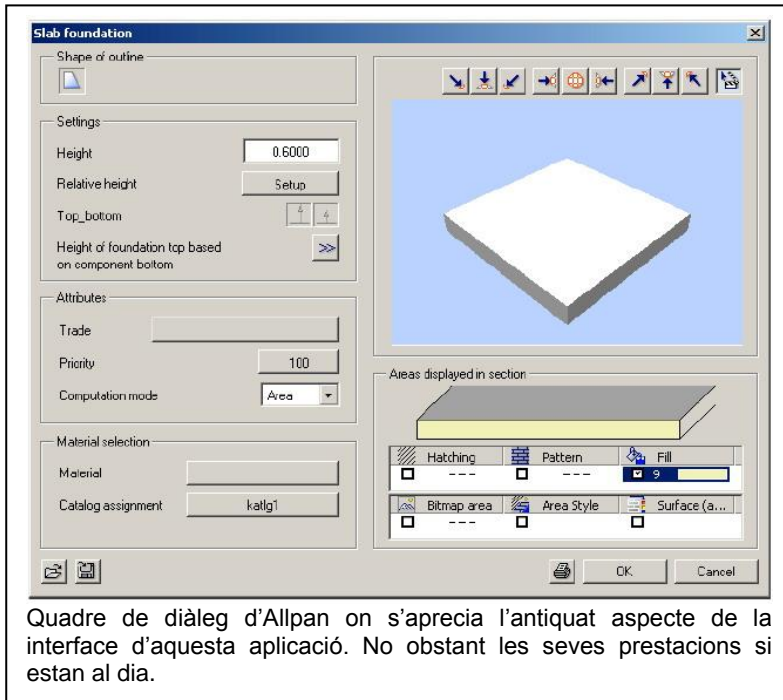 Slab foundation
Shape of outline
Settings
Height 0.6000
Relative height Setup
Top_bottom
Height of foundation top based
on component bottom >>
Attributes
Trade
Priority 100
Computation mode Area
Material selection
Material
Catalog assignment katlg1
Areas displayed in section
Hatching Pattern Fill
--- --- 9
Bitmap area Area Style Surface (a...
---
OK Cancel
Quadre de diàleg d'Allpan on s'aprecia l'antiquat aspecte de la
interface d'aquesta aplicació. No obstant les seves prestacions si
estan al dia.